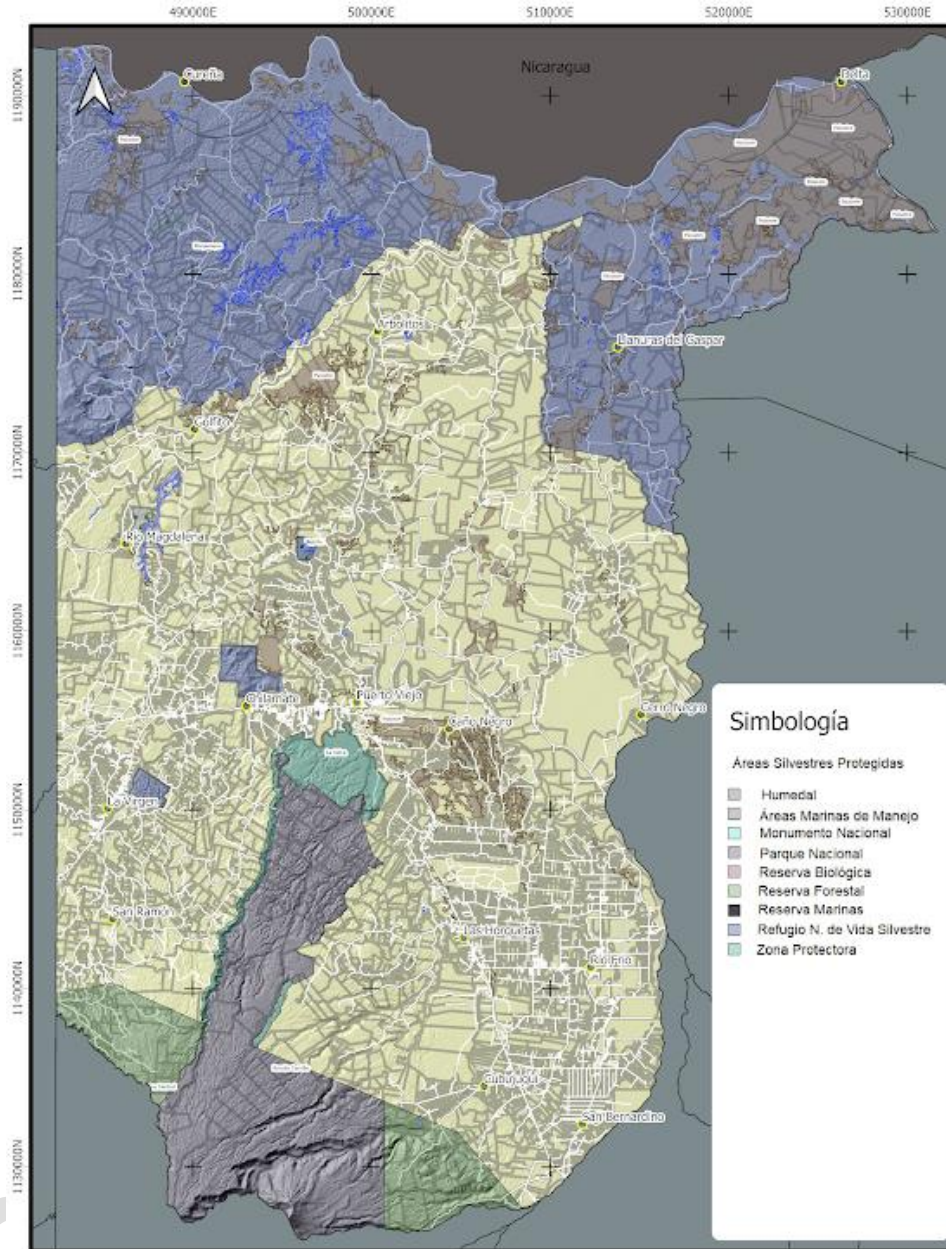 490000E 500000E 510000E 520000E 530000E
Nicaragua
Cureña
Delta
1190000N
1180000N
Arbolitos
Llanuras del Gaspar
Golfito
1170000N
Río Magdalena
1160000N
Chilamate
Puerto Viejo
Caño Negro
Cerro Negro
La Virgen
1150000N
San Ramón
Las Horquetas
Río Frío
1140000N
Cubujuquí
San Bernardino
1130000N
Simbología
Áreas Silvestres Protegidas
Humedal
Áreas Marinas de Manejo
Monumento Nacional
Parque Nacional
Reserva Biológica
Reserva Forestal
Reserva Marinas
Refugio N. de Vida Silvestre
Zona Protectora